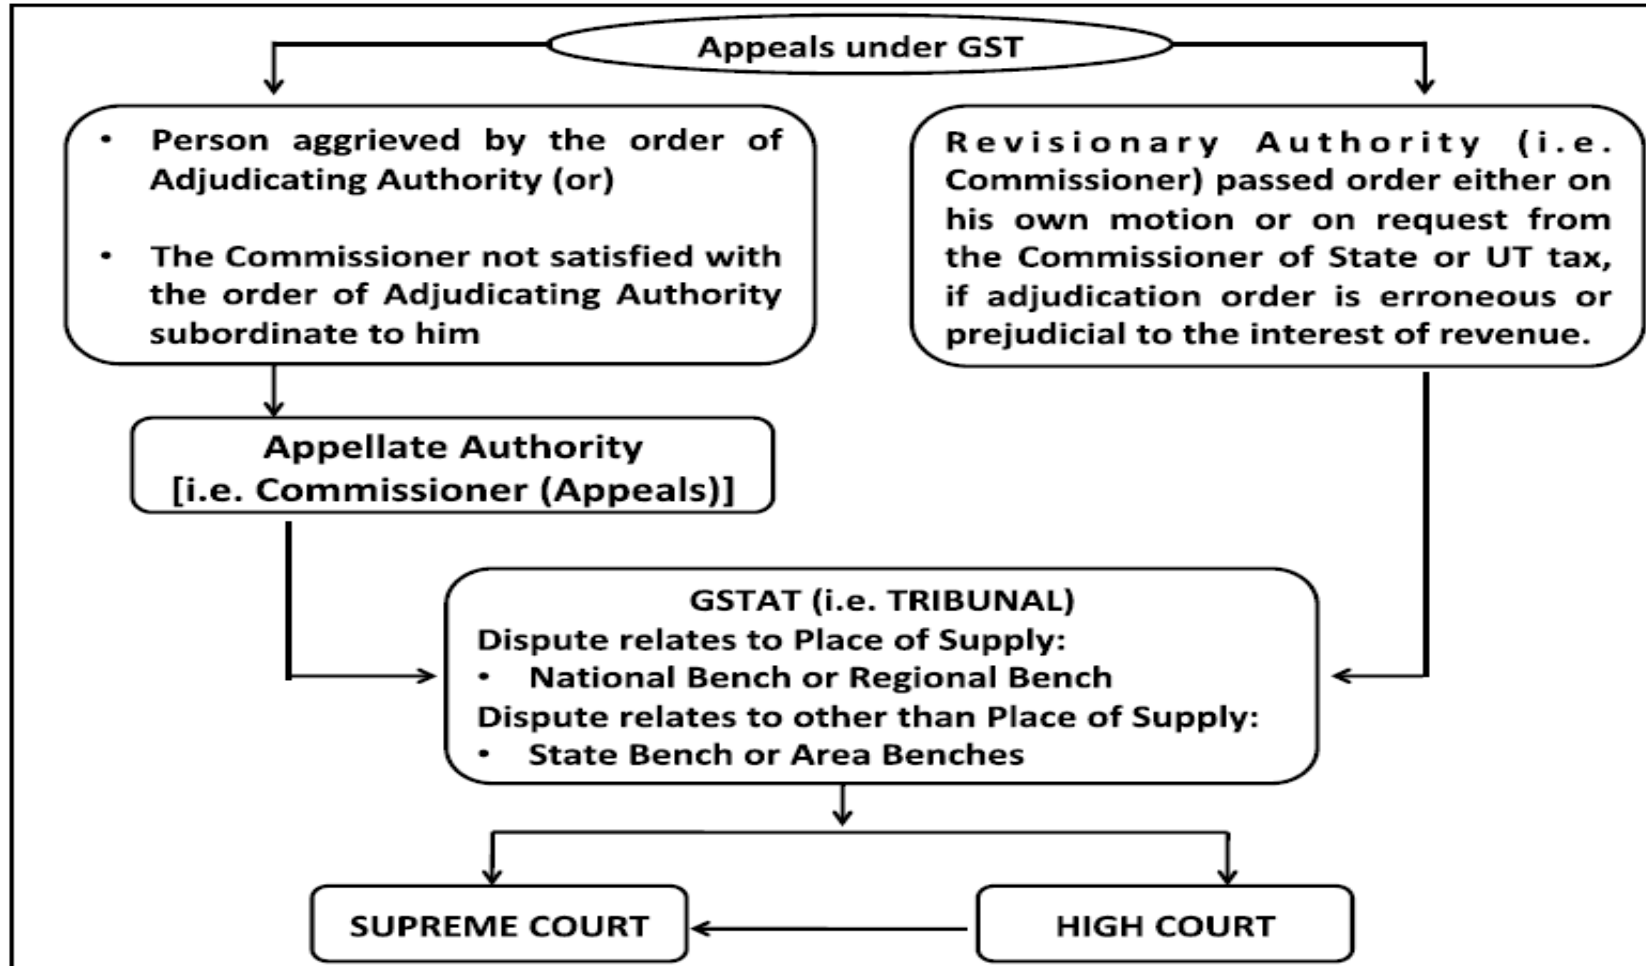 Appeals under GST
• Person aggrieved by the order of
Adjudicating Authority (or)
• The Commissioner not satisfied with
the order of Adjudicating Authority
subordinate to him
Revisionary Authority (i.e.
Commissioner) passed order either on
his own motion or on request from
the Commissioner of State or UT tax,
if adjudication order is erroneous or
prejudicial to the interest of revenue.
Appellate Authority
[i.e. Commissioner (Appeals)]
GSTAT (i.e. TRIBUNAL)
Dispute relates to Place of Supply:
• National Bench or Regional Bench
Dispute relates to other than Place of Supply:
• State Bench or Area Benches
SUPREME COURT
HIGH COURT